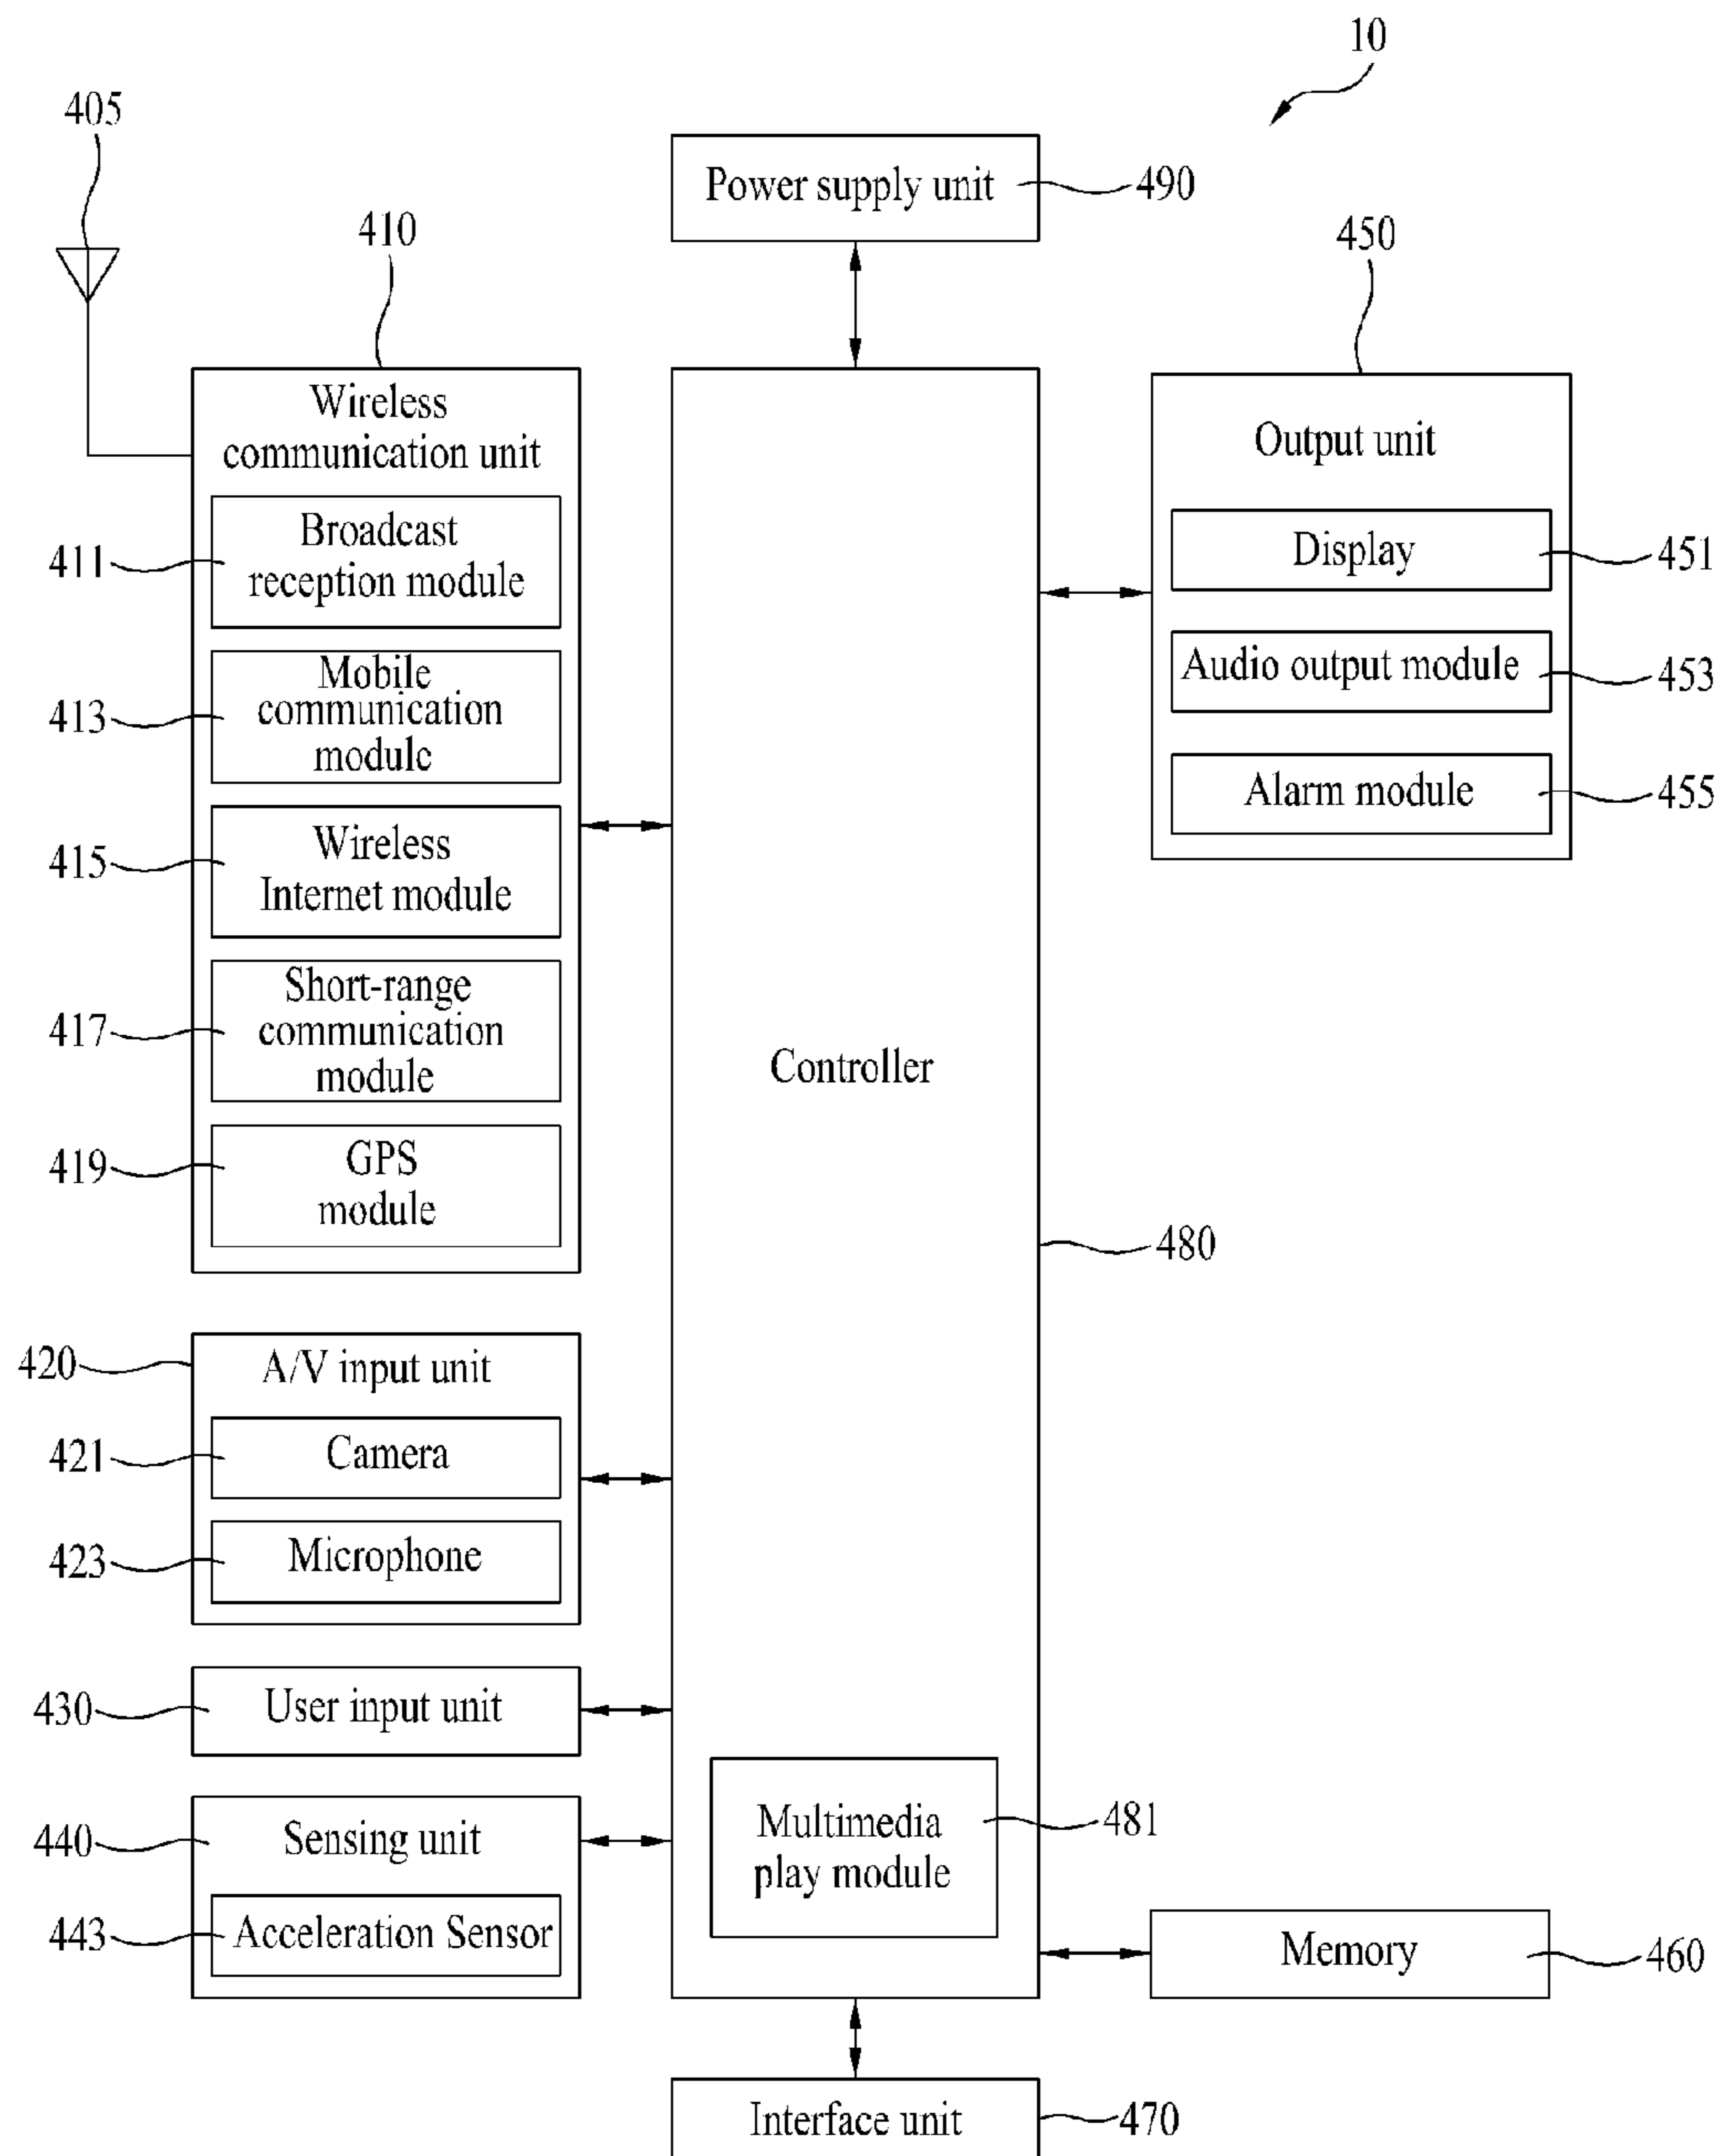 10
405
Power supply unit
490
410
450
Wireless
communication unit
Output unit
Broadcast
reception module
411
Display
451
Mobile
communication
module
413
Audio output module
453
Wireless
Internet module
415
Alarm module
455
Short-range
communication
module
417
Controller
GPS
module
419
480
420
A/V input unit
421
Camera
423
Microphone
430
User input unit
440
Sensing unit
443
Acceleration Sensor
Multimedia
play module
481
Memory
460
Interface unit
470